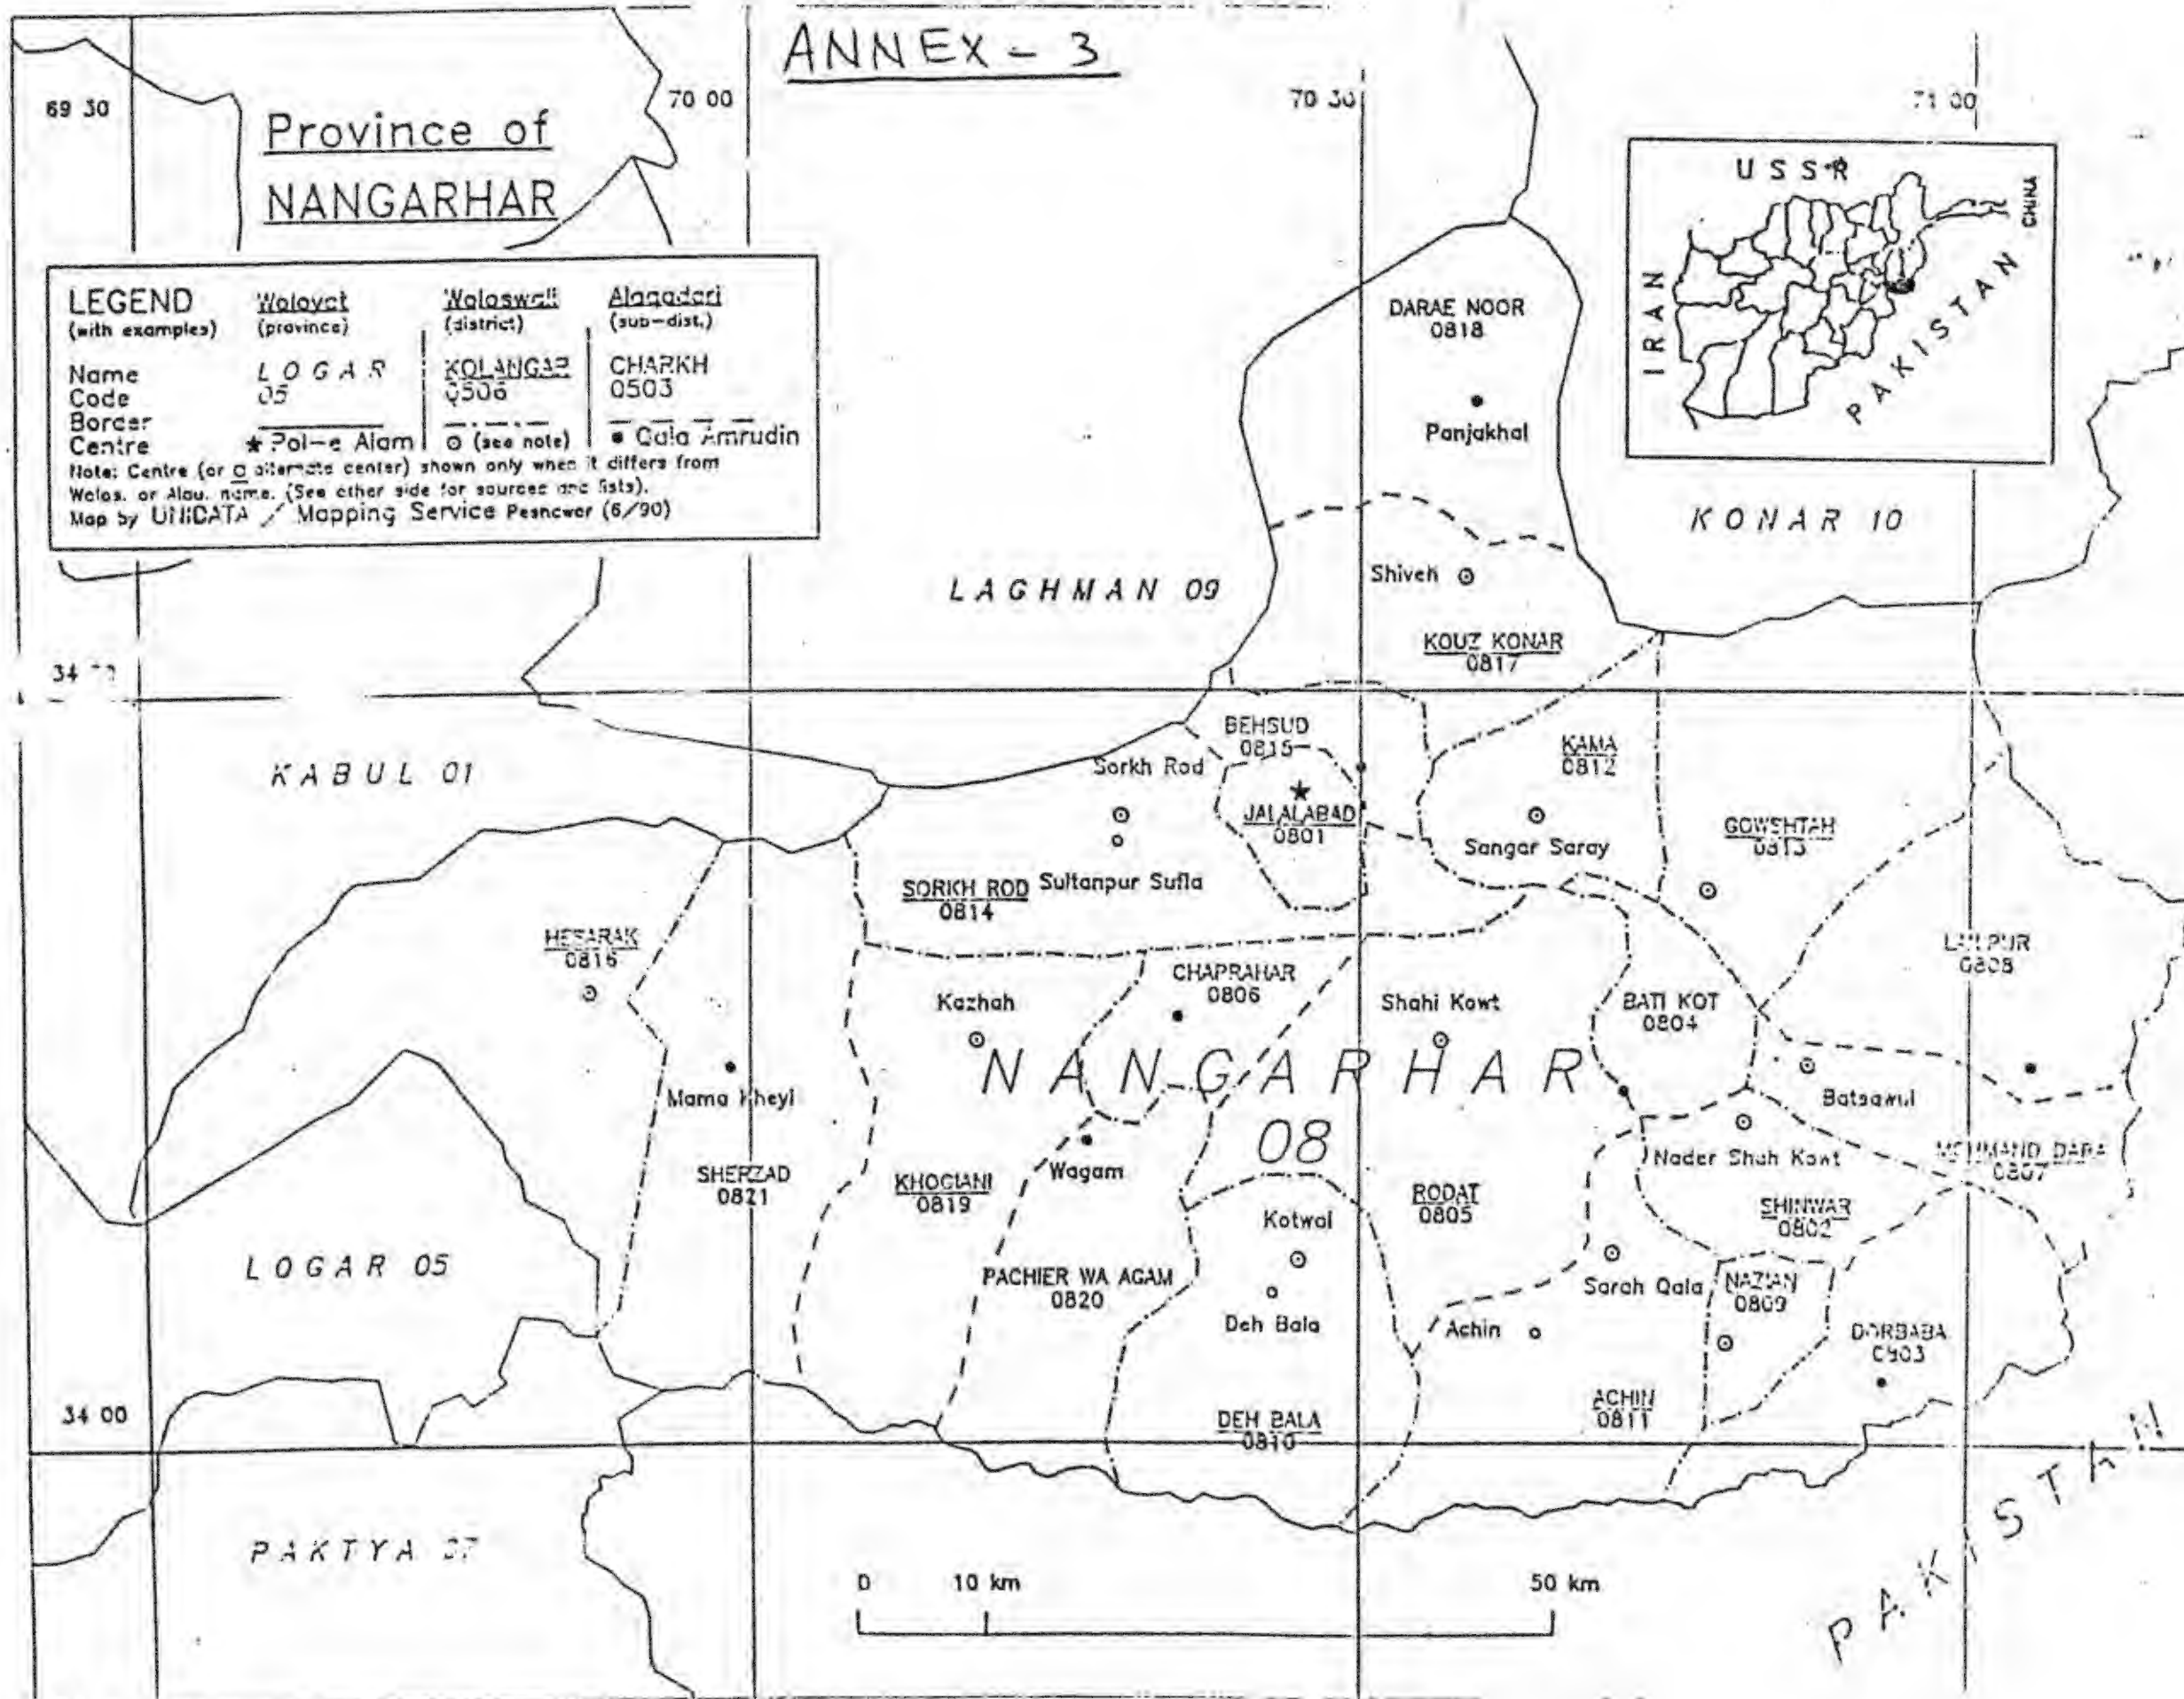 ANNEX - 3
69 30
70 00
70 30
71 00
Province of
NANGARHAR
USSR
CHINA
IRAN
PAKISTAN
LEGEND
(with examples)
Wolayat
(province)
Woloswali
(district)
Alaqadari
(sub-dist.)
Name
LOGAR
KOLANGAR
CHARKH
Code
05
0506
0503
Border
Centre
★ Pol-e Alam
⊙ (see note)
• Qala Amrudin
Note: Centre (or alternate center) shown only when it differs from
Wolos. or Alau. name. (See other side for sources and lists).
Map by UNIDATA / Mapping Service Peshawar (6/90)
DARAE NOOR
0818
Panjakhal
KONAR 10
LAGHMAN 09
Shiveh
KOUZ KONAR
0817
34
BEHSUD
0815
KABUL 01
Sorkh Rod
KAMA
0812
JALALABAD
0801
GOWSHTAH
0813
Sangar Saray
SORKH ROD
0814
Sultanpur Sufla
HESARAK
0816
LALPUR
0808
CHAPRAHAR
0806
Kazhah
Shahi Kowt
BATI KOT
0804
NANGARHAR
08
Mama Kheyl
Batsawul
Nader Shah Kowt
MOHMAND DARA
0807
Wagam
SHERZAD
0821
KHOGIANI
0819
RODAT
0805
SHINWAR
0802
Kotwal
LOGAR 05
PACHIER WA AGAM
0820
Sarah Qala
NAZIAN
0809
Deh Bala
Achin
DORBABA
0903
34 00
DEH BALA
0810
ACHIN
0811
PAKTYA 07
PAKISTAN
0
10 km
50 km